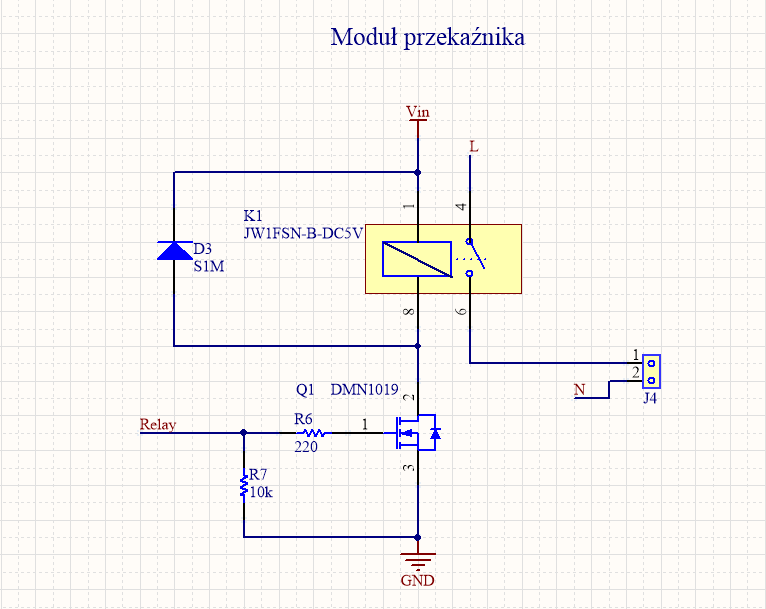 Moduł przekaźnika
Vin
L
K1
JW1FSN-B-DC5V
1
4
D3
S1M
8
6
1
2
N
J4
Q1 DMN1019
2
Relay
R6
1
220
3
R7
10k
GND